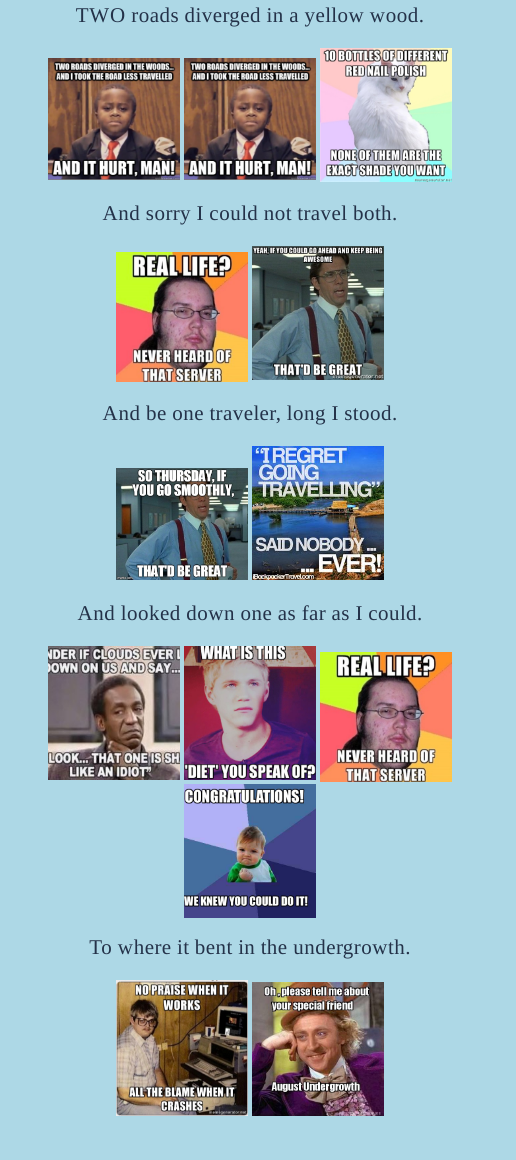 TWO roads diverged in a yellow wood.
TWO ROADS DIVERGED IN THE WOODS...
AND I TOOK THE ROAD LESS TRAVELLED
AND IT HURT, MAN!
TWO ROADS DIVERGED IN THE WOODS...
AND I TOOK THE ROAD LESS TRAVELLED
AND IT HURT, MAN!
10 BOTTLES OF DIFFERENT
RED NAIL POLISH
NONE OF THEM ARE THE
EXACT SHADE YOU WANT
And sorry I could not travel both.
REAL LIFE?
NEVER HEARD OF
THAT SERVER
YEAH, IF YOU COULD GO AHEAD AND KEEP BEING
AWESOME
THAT'D BE GREAT
And be one traveler, long I stood.
SO THURSDAY, IF
YOU GO SMOOTHLY,
THAT'D BE GREAT
"I REGRET
GOING
TRAVELLING"
SAID NOBODY ...
... EVER!
iBackpackerTravel.com
And looked down one as far as I could.
NDER IF CLOUDS EVER L
OWN ON US AND SAY...
LOOK... THAT ONE IS SH
LIKE AN IDIOT"
WHAT IS THIS
'DIET' YOU SPEAK OF?
REAL LIFE?
NEVER HEARD OF
THAT SERVER
CONGRATULATIONS!
WE KNEW YOU COULD DO IT!
To where it bent in the undergrowth.
NO PRAISE WHEN IT
WORKS
ALL THE BLAME WHEN IT
CRASHES
Oh , please tell me about
your special friend
August Undergrowth